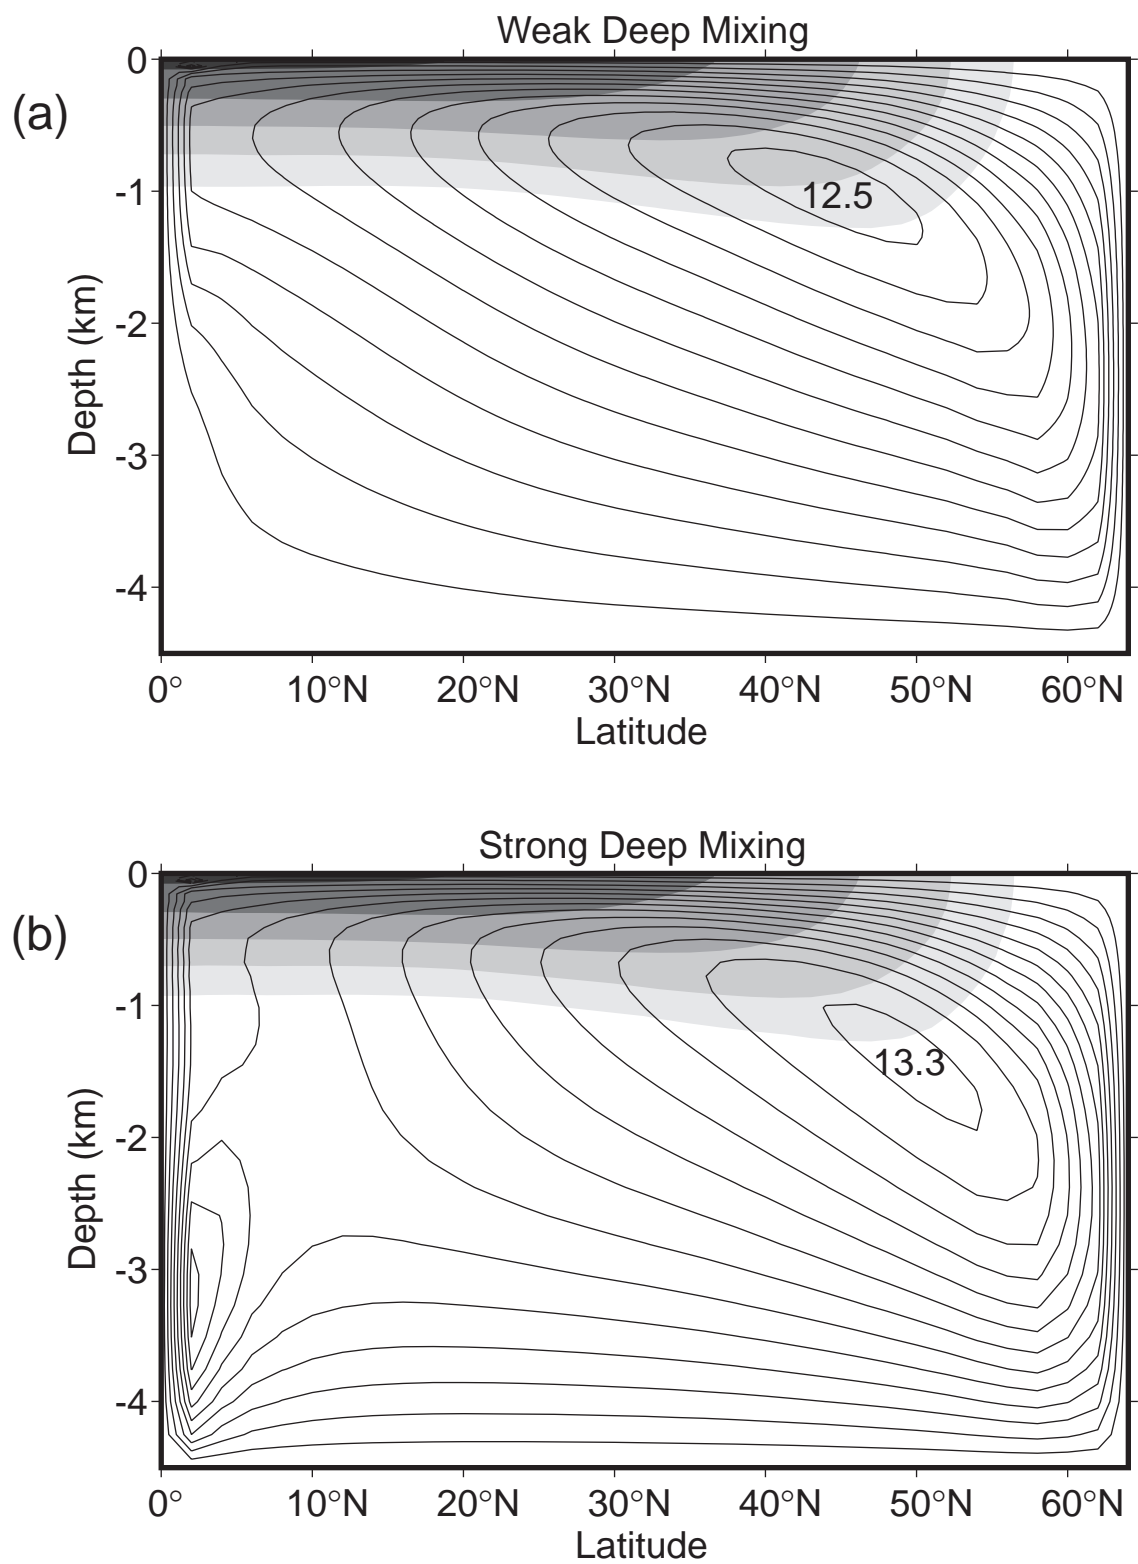 Weak Deep Mixing
(a)
0
-1
-2
-3
-4
Depth (km)
12.5
0° 10°N 20°N 30°N 40°N 50°N 60°N
Latitude
Strong Deep Mixing
(b)
0
-1
-2
-3
-4
Depth (km)
13.3
0° 10°N 20°N 30°N 40°N 50°N 60°N
Latitude